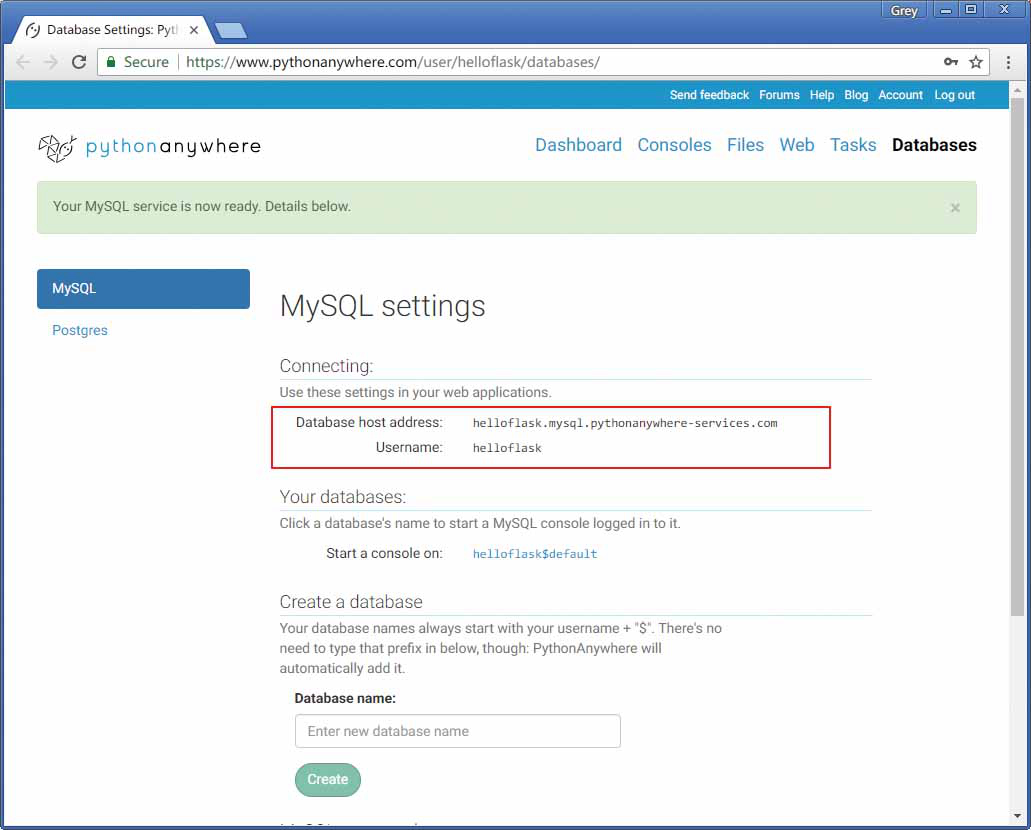 Grey
Database Settings: Pyt
Secure https://www.pythonanywhere.com/user/helloflask/databases/
Send feedback Forums Help Blog Account Log out
pythonanywhere
Dashboard Consoles Files Web Tasks Databases
Your MySQL service is now ready. Details below.
MySQL
Postgres
MySQL settings
Connecting:
Use these settings in your web applications.
Database host address: helloflask.mysql.pythonanywhere-services.com
Username: helloflask
Your databases:
Click a database's name to start a MySQL console logged in to it.
Start a console on: helloflask$default
Create a database
Your database names always start with your username + "$". There's no
need to type that prefix in below, though: PythonAnywhere will
automatically add it.
Database name:
Enter new database name
Create